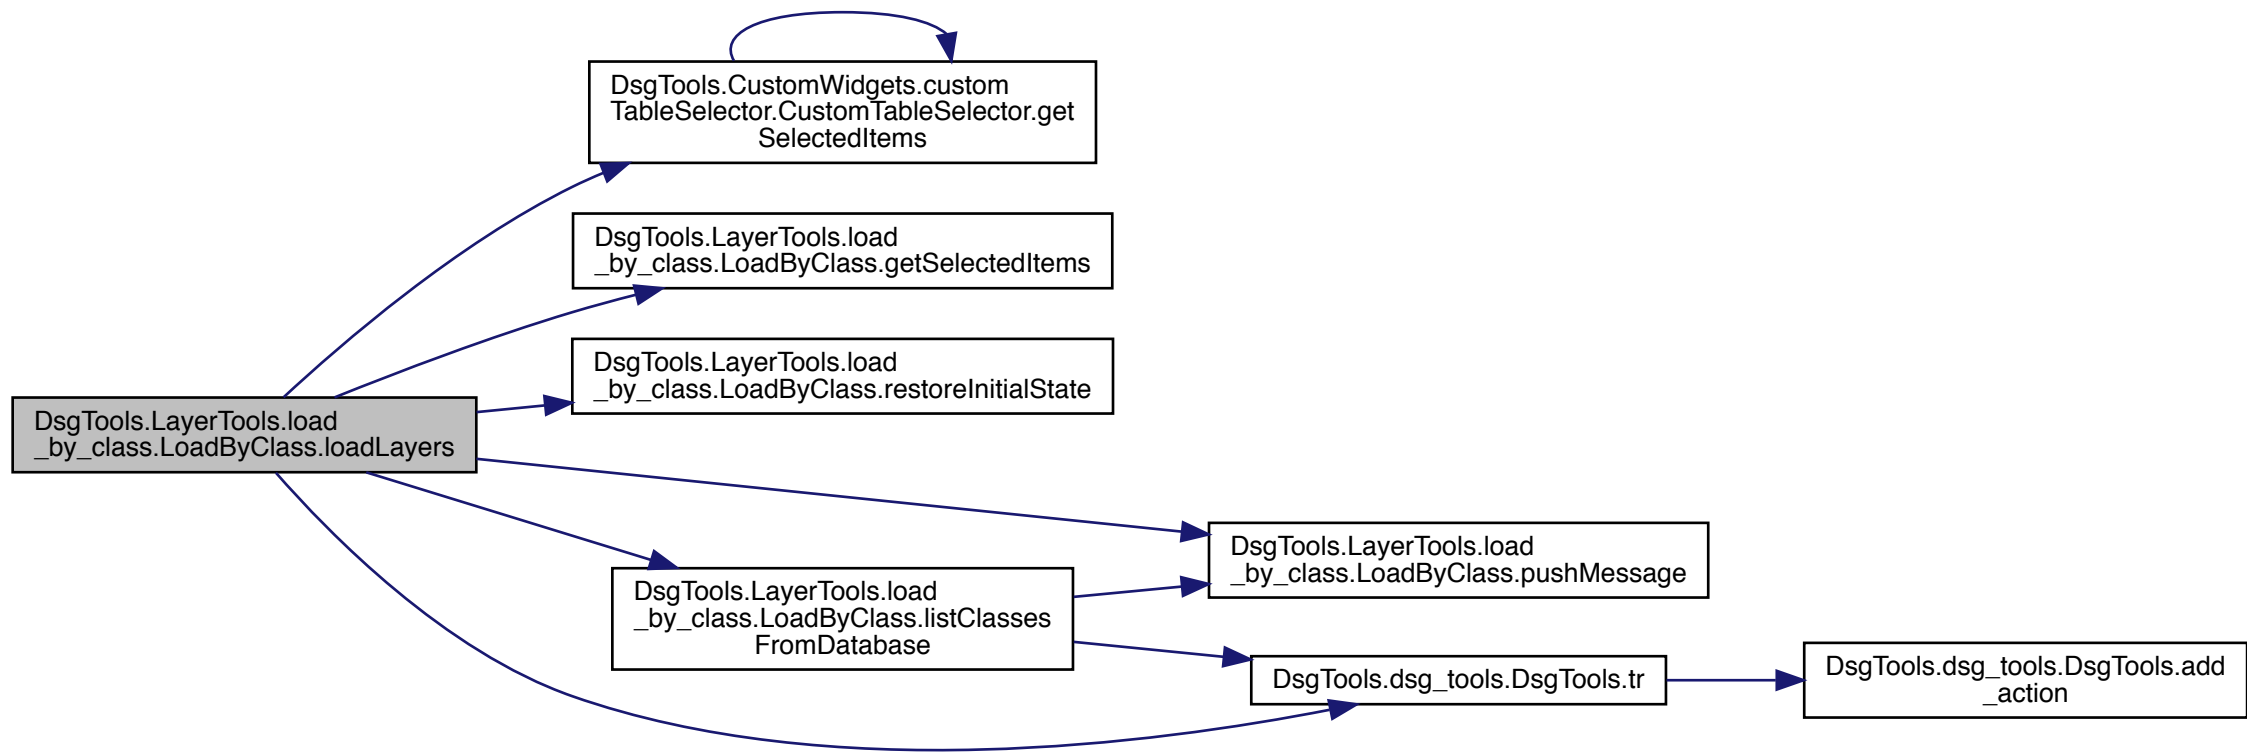 DsgTools.CustomWidgets.custom
TableSelector.CustomTableSelector.get
SelectedItems
DsgTools.LayerTools.load
_by_class.LoadByClass.getSelectedItems
DsgTools.LayerTools.load
_by_class.LoadByClass.restoreInitialState
DsgTools.LayerTools.load
_by_class.LoadByClass.loadLayers
DsgTools.LayerTools.load
_by_class.LoadByClass.pushMessage
DsgTools.LayerTools.load
_by_class.LoadByClass.listClasses
FromDatabase
DsgTools.dsg_tools.DsgTools.tr
DsgTools.dsg_tools.DsgTools.add
_action